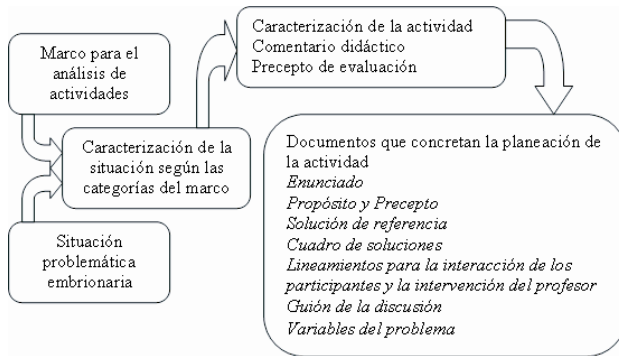 Marco para el
análisis de
actividades
Caracterización de la
situación según las
categorías del marco
Situación
problemática
embrionaria
Caracterización de la actividad
Comentario didáctico
Precepto de evaluación
Documentos que concretan la planeación de
la actividad
Enunciado
Propósito y Precepto
Solución de referencia
Cuadro de soluciones
Lineamientos para la interacción de los
participantes y la intervención del profesor
Guión de la discusión
Variables del problema